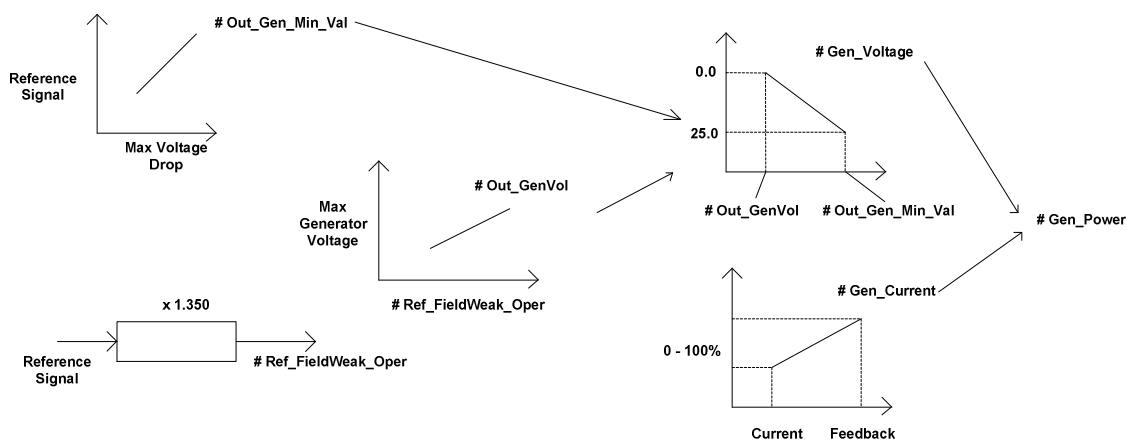 # Out_Gen_Min_Val
Reference
Signal
Max Voltage
Drop
# Out_GenVol
Max
Generator
Voltage
# Ref_FieldWeak_Oper
x 1.350
Reference
Signal
# Ref_FieldWeak_Oper
# Gen_Voltage
0.0
25.0
# Out_GenVol
# Out_Gen_Min_Val
# Gen_Power
# Gen_Current
0 - 100%
Current
Feedback